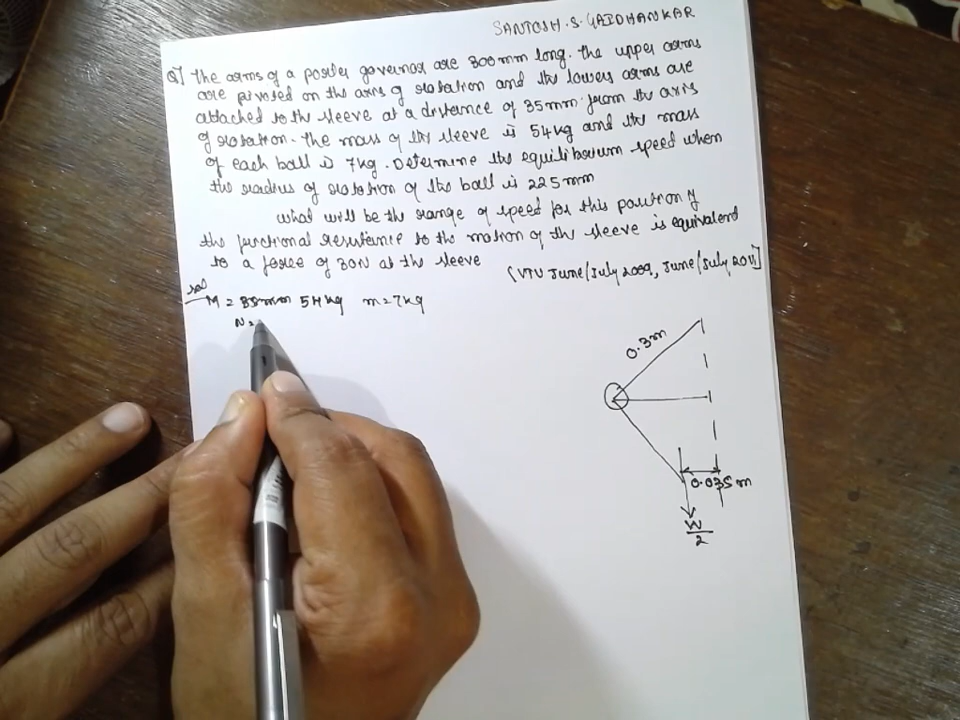 SANTOSH.S.GAIDHANKAR
Q] The arms of a porter governor are 300mm long. the upper arms
are pivoted on the axis of rotation and the lower arms are
attached to the sleeve at a distance of 35mm from the axis
of rotation. The mass of the sleeve is 54kg and the mass
of each ball is 7kg. Determine the equilibrium speed when
the radius of rotation of the ball is 225mm
what will be the range of speed for this position if
the frictional resistance to the motion of the sleeve is equivalent
to a force of 30N at the sleeve
(VTU June/July 2009, June/July 2011]
Sol
M = 54kg m=7kg
N=
0.3m
0.035m
W
2